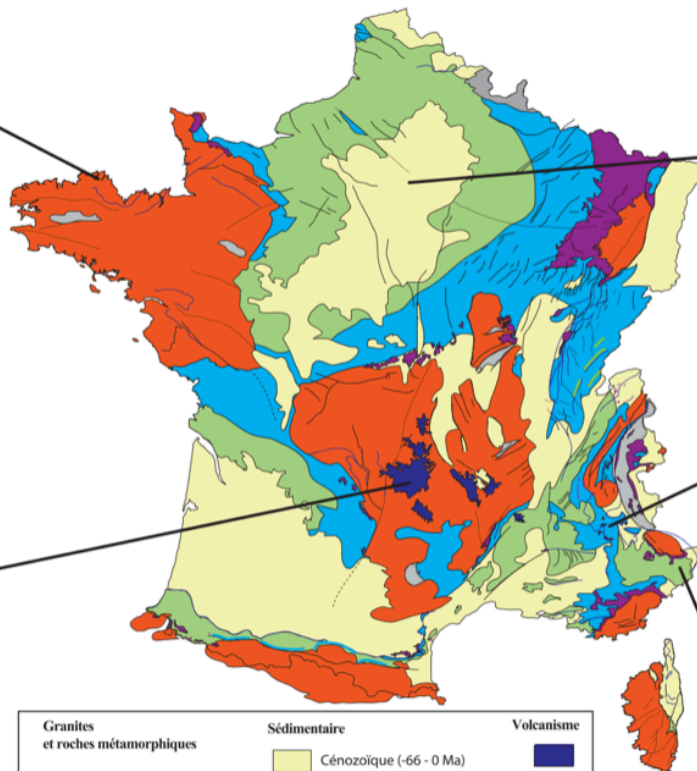 Granites
et roches métamorphiques
Sédimentaire
Volcanisme
Cénozoïque (-66 - 0 Ma)